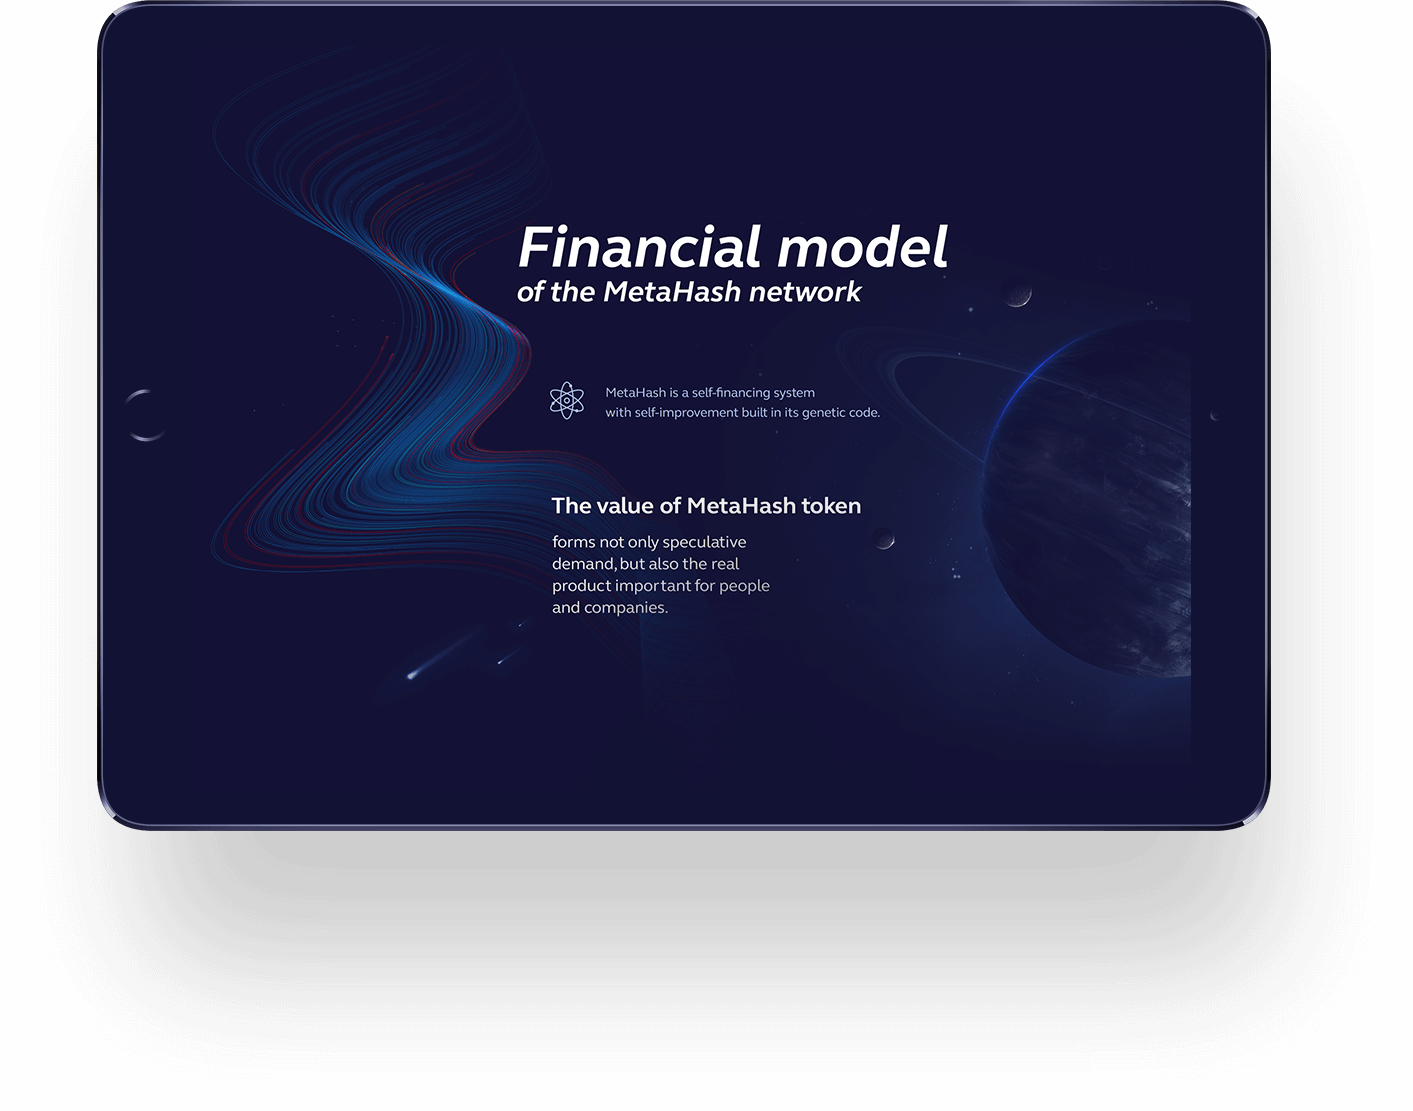 Financial model
of the MetaHash network
MetaHash is a self-financing system
with self-improvement built in its genetic code.
The value of MetaHash token
forms not only speculative
demand, but also the real
product important for people
and companies.